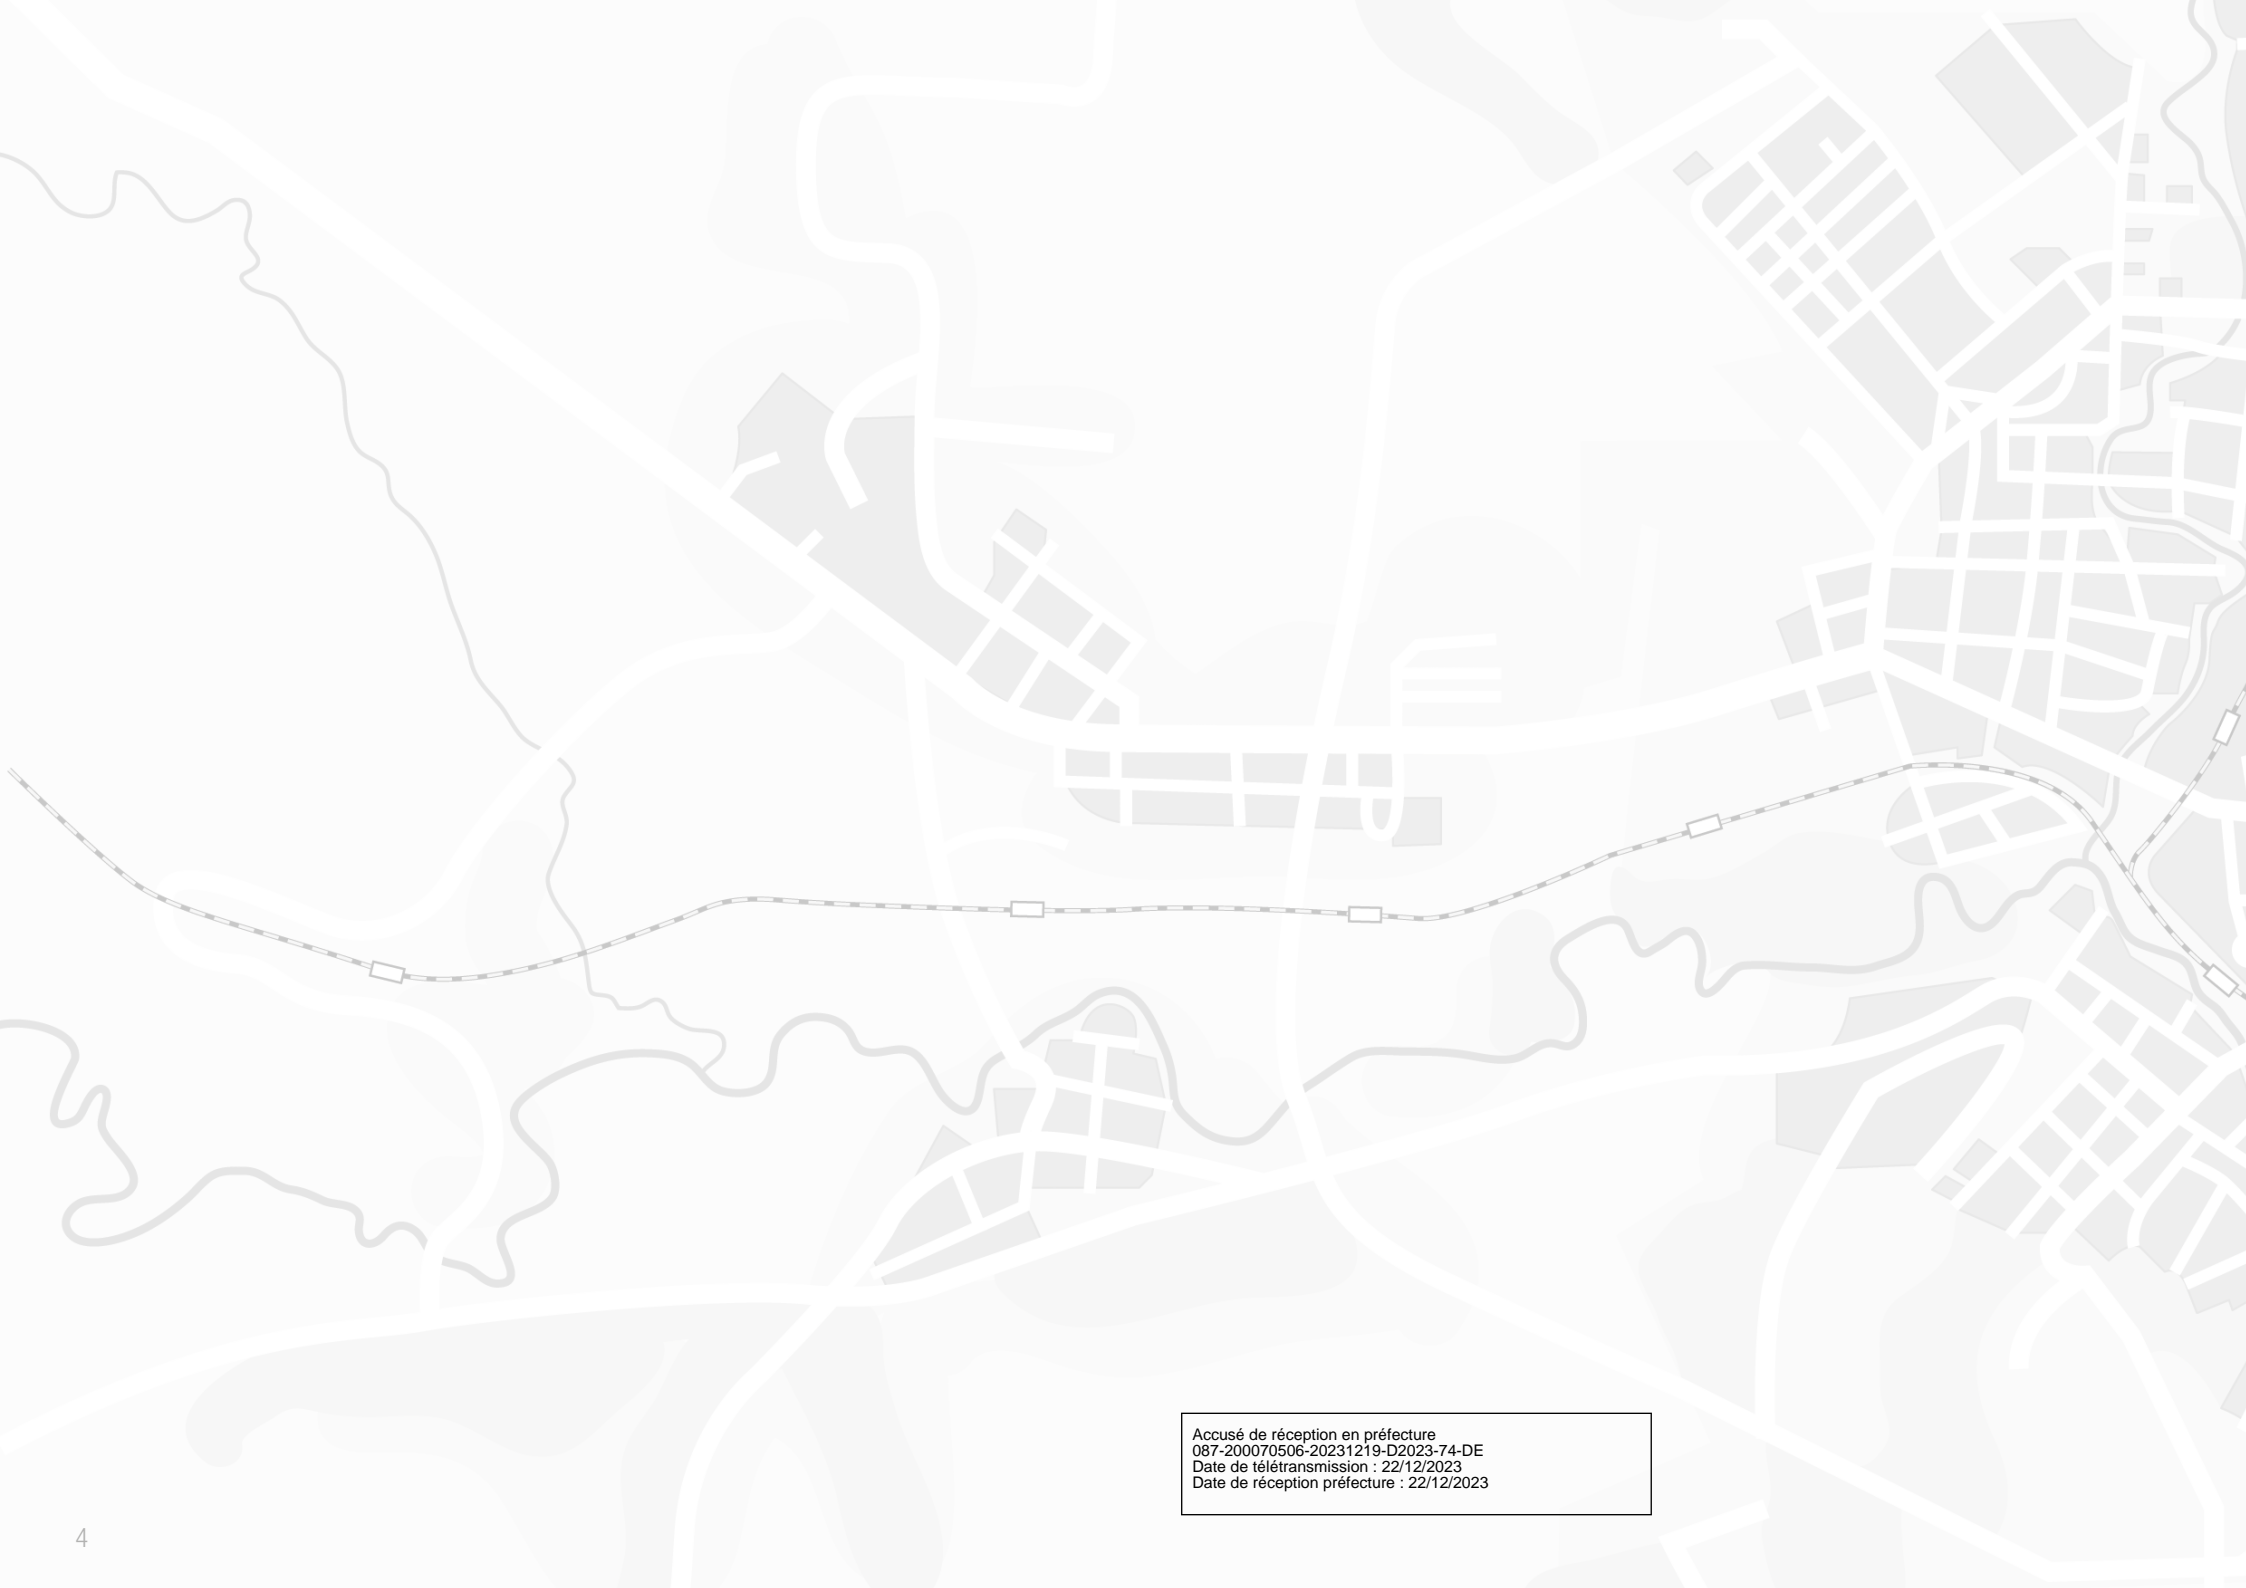 Accusé de réception en préfecture
087-200070506-20231219-D2023-74-DE
Date de télétransmission : 22/12/2023
Date de réception préfecture : 22/12/2023
4